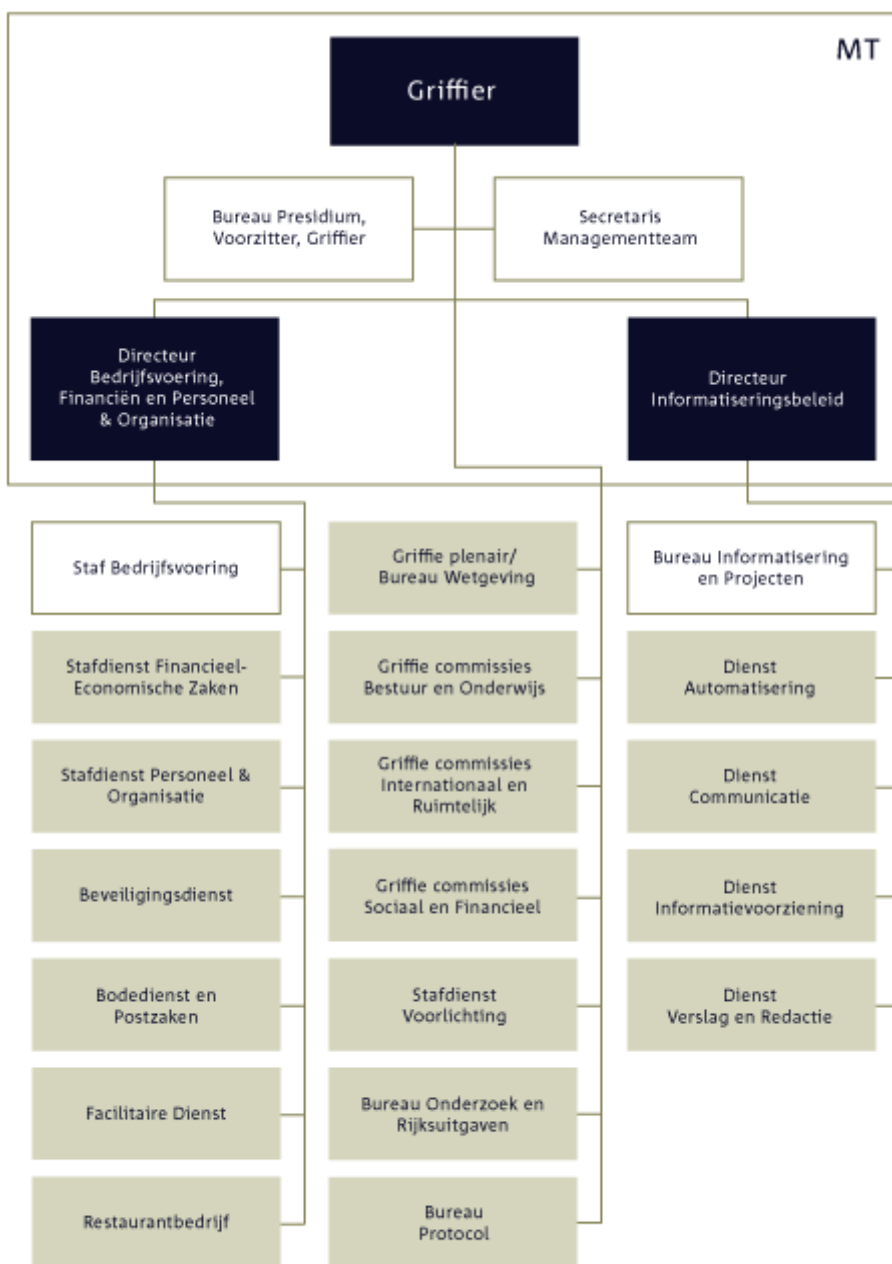 MT
Griffier
Bureau Presidium,
Voorzitter, Griffier
Secretaris
Managementteam
Directeur
Bedrijfsvoering,
Financiën en Personeel
& Organisatie
Directeur
Informatiseringsbeleid
Staf Bedrijfsvoering
Stafdienst Financieel-
Economische Zaken
Stafdienst Personeel &
Organisatie
Beveiligingsdienst
Bodedienst en
Postzaken
Facilitaire Dienst
Restaurantbedrijf
Griffie plenair/
Bureau Wetgeving
Griffie commissies
Bestuur en Onderwijs
Griffie commissies
Internationaal en
Ruimtelijk
Griffie commissies
Sociaal en Financieel
Stafdienst
Voorlichting
Bureau Onderzoek en
Rijksuitgaven
Bureau
Protocol
Bureau Informatisering
en Projecten
Dienst
Automatisering
Dienst
Communicatie
Dienst
Informatievoorziening
Dienst
Verslag en Redactie